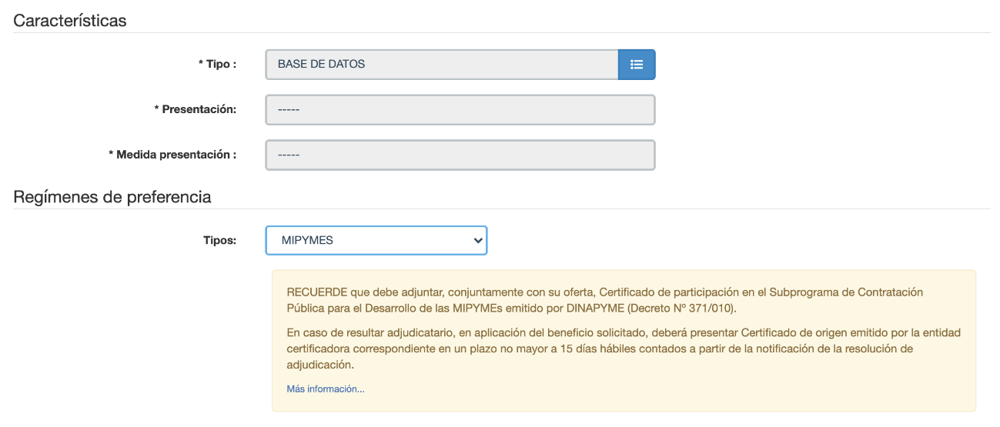 Características
* Tipo :
BASE DE DATOS
* Presentación:
-----
* Medida presentación :
-----
Regímenes de preferencia
Tipos:
MIPYMES
RECUERDE que debe adjuntar, conjuntamente con su oferta, Certificado de participación en el Subprograma de Contratación
Pública para el Desarrollo de las MIPYMEs emitido por DINAPYME (Decreto Nº 371/010).
En caso de resultar adjudicatario, en aplicación del beneficio solicitado, deberá presentar Certificado de origen emitido por la entidad
certificadora correspondiente en un plazo no mayor a 15 días hábiles contados a partir de la notificación de la resolución de
adjudicación.
Más información...